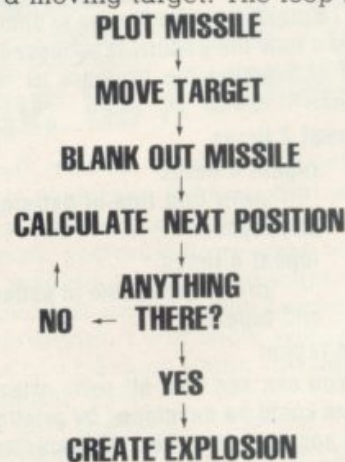 a moving target. The loop
PLOT MISSILE
MOVE TARGET
BLANK OUT MISSILE
CALCULATE NEXT POSITION
ANYTHING
NO ← THERE?
YES
CREATE EXPLOSION